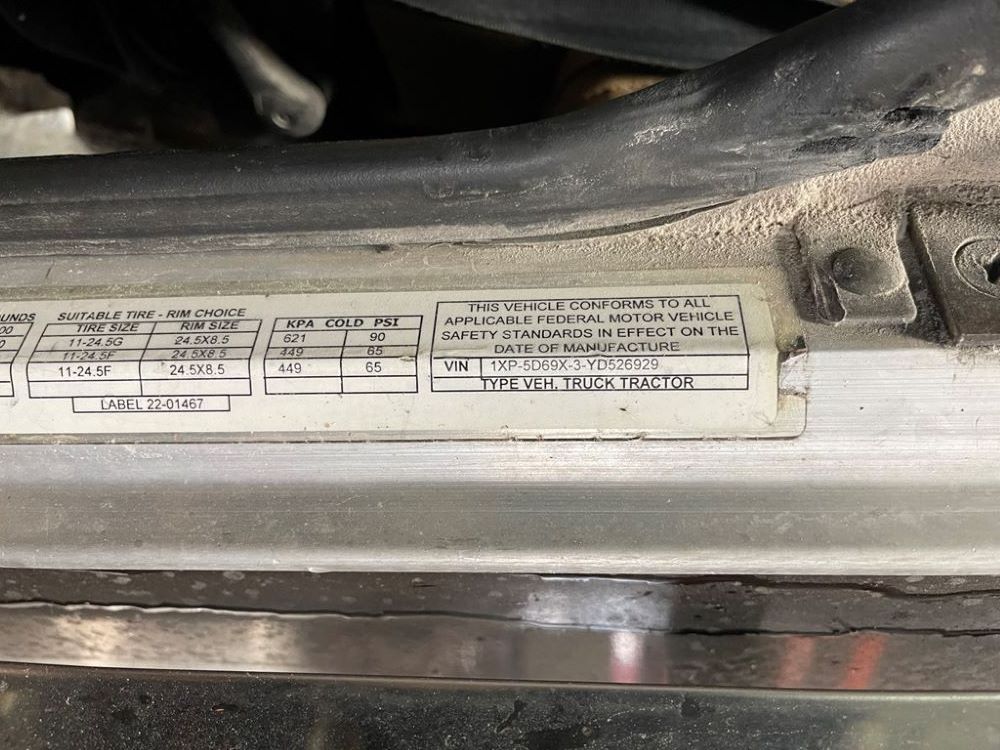 UNDS SUITABLE TIRE - RIM CHOICE
TIRE SIZE RIM SIZE KPA COLD PSI
00 11-24.5G 24.5X8.5 621 90
0 11-24.5F 24.5X8.5 449 65
11-24.5F 24.5X8.5 449 65
LABEL 22-01467
THIS VEHICLE CONFORMS TO ALL
APPLICABLE FEDERAL MOTOR VEHICLE
SAFETY STANDARDS IN EFFECT ON THE
DATE OF MANUFACTURE
VIN 1XP-5D69X-3-YD526929
TYPE VEH. TRUCK TRACTOR